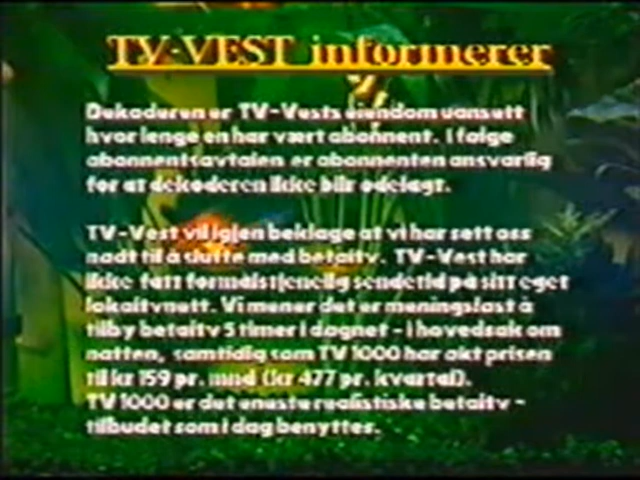 TV-VEST informerer
Dekoderen er TV-Vests eiendom uansett
hvor lenge en har vært abonnent. I følge
abonnentsavtalen er abonnenten ansvarlig
for at dekoderen ikke blir ødelagt.
TV-Vest vil igjen beklage at vi har sett oss
nødt til å slutte med betaltv. TV-Vest har
ikke fått formålstjenelig sendetid på sitt eget
lokaltvnett. Vi mener det er meningsløst å
tilby betaltv 5 timer i døgnet - i hovedsak om
natten, samtidig som TV 1000 har økt prisen
til kr 159 pr. mnd (kr 477 pr. kvartal).
TV 1000 er det eneste realistiske betaltv -
tilbudet som i dag benyttes.